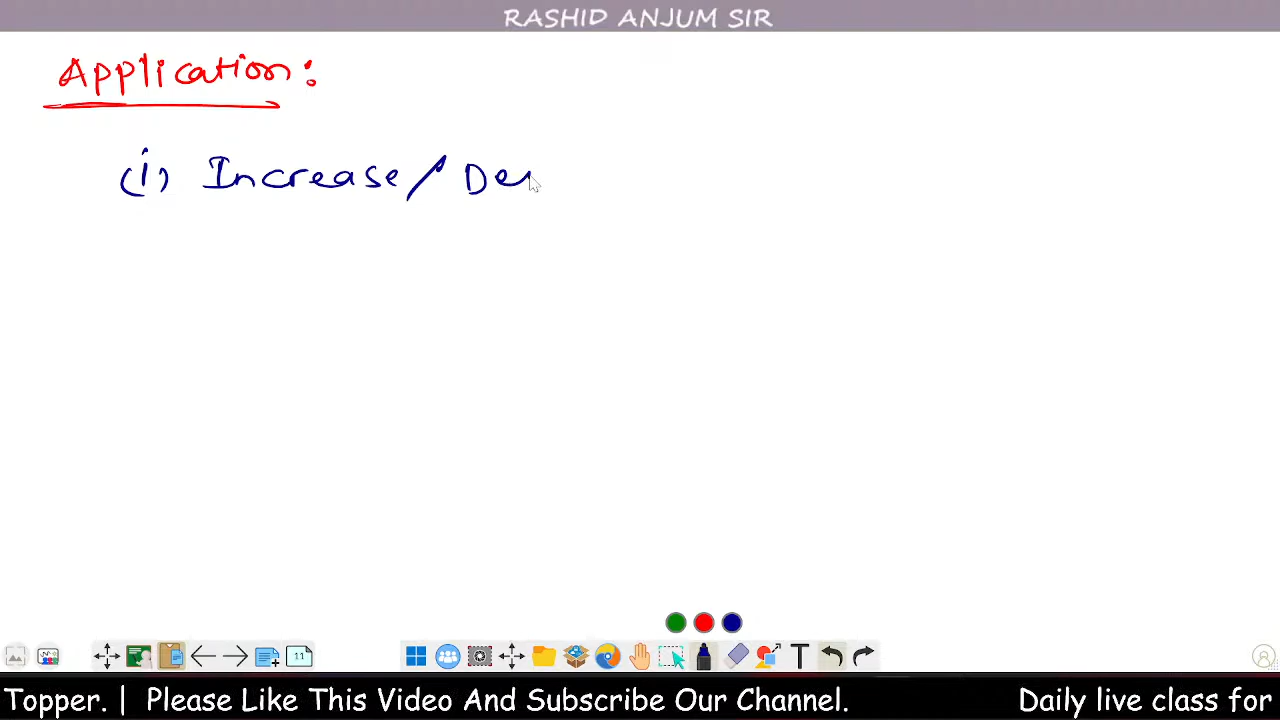 RASHID ANJUM SIR
Application:
(i) Increase/ De
11
T
Topper. | Please Like This Video And Subscribe Our Channel. Daily live class for